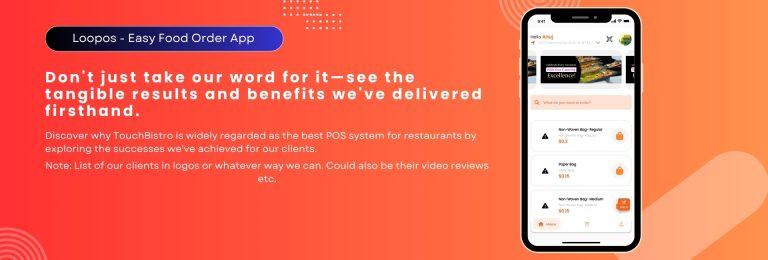 Loopos - Easy Food Order App
Don't just take our word for it—see the
tangible results and benefits we've delivered
firsthand.
Discover why TouchBistro is widely regarded as the best POS system for restaurants by
exploring the successes we've achieved for our clients.
Note: List of our clients in logos or whatever way we can. Could also be their video reviews
etc.
9:41
Hello
Excellence!
What do you want to order?
Non-Woven Bag- Regular
$0.3
Paper Bag
Paper Bag
$0.15
Non-Woven Bag- Medium
$0.15
Home